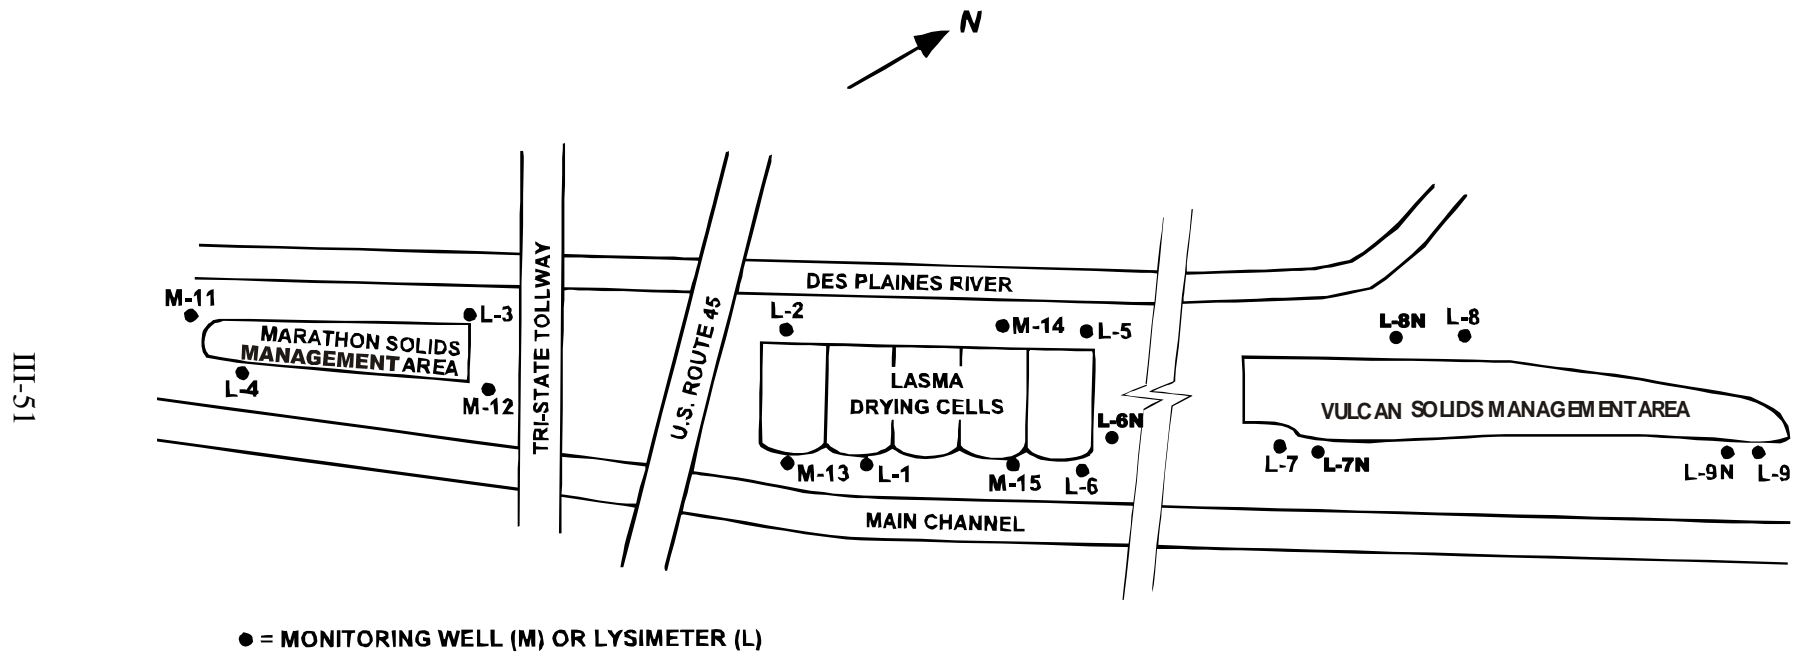 N
DES PLAINES RIVER
TRI-STATE TOLLWAY
U.S. ROUTE 45
M-11
L-3
MARATHON SOLIDS
MANAGEMENT AREA
L-4
M-12
L-2
M-14
L-5
LASMA
DRYING CELLS
L-6N
M-13
L-1
M-15
L-6
L-8N
L-8
VULCAN SOLIDS MANAGEMENT AREA
L-7
L-7N
L-9N
L-9
MAIN CHANNEL
● = MONITORING WELL (M) OR LYSIMETER (L)
III-51